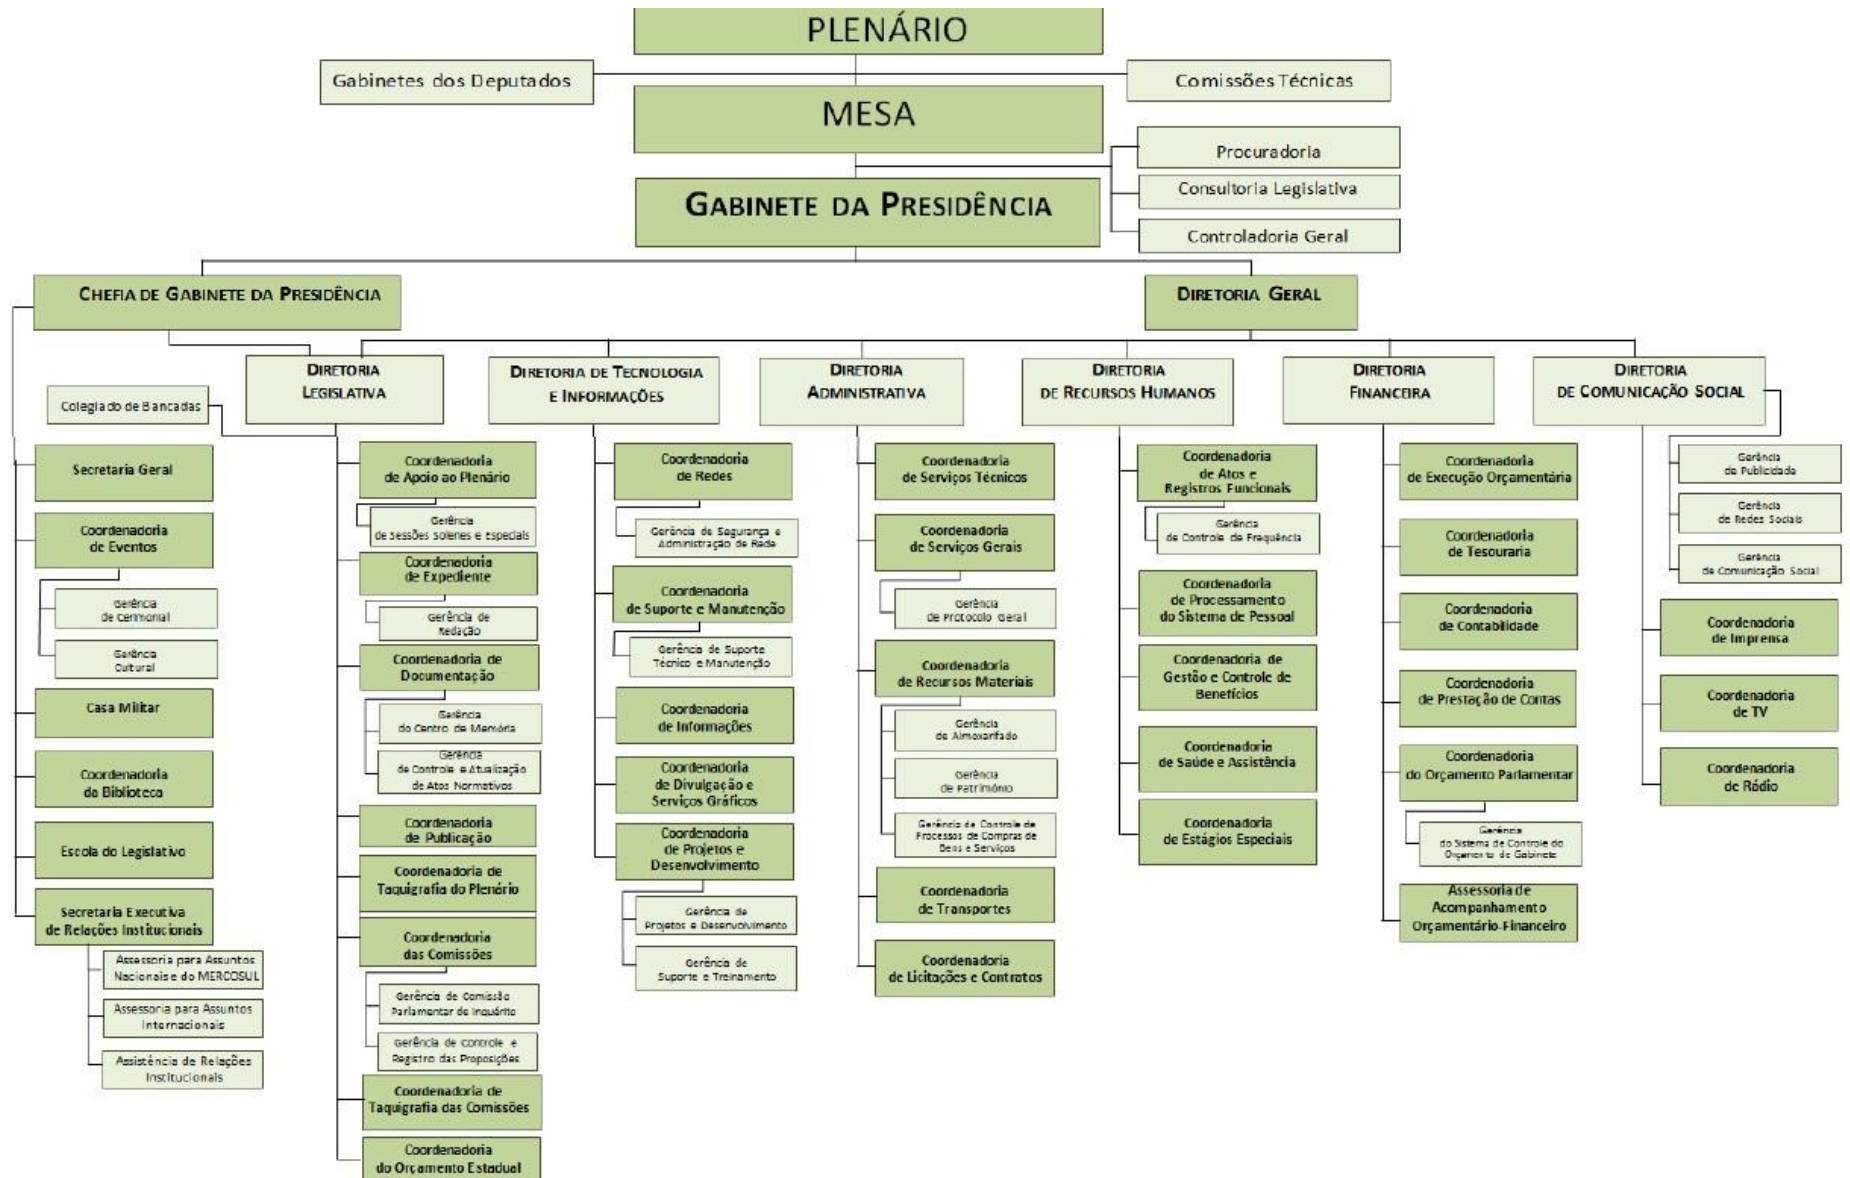 PLENÁRIO
Gabinetes dos Deputados
Comissões Técnicas
MESA
Procuradoria
Consultoria Legislativa
Controladoria Geral
GABINETE DA PRESIDÊNCIA
CHEFIA DE GABINETE DA PRESIDÊNCIA
DIRETORIA GERAL
Colegiado de Bancadas
Secretaria Geral
Coordenadoria
de Eventos
Gerência
de Cerimonial
Gerência
Cultural
Casa Militar
Coordenadoria
da Biblioteca
Escola do Legislativo
Secretaria Executiva
de Relações Institucionais
Assessoria para Assuntos
Nacionais e do MERCOSUL
Assessoria para Assuntos
Internacionais
Assistência de Relações
Institucionais
DIRETORIA
LEGISLATIVA
Coordenadoria
de Apoio ao Plenário
Gerência
de Sessões Solenes e Especiais
Coordenadoria
de Expediente
Gerência de
Redação
Coordenadoria de
Documentação
Gerência
do Centro de Memória
Gerência
de Controle e Atualização
de Atos Normativos
Coordenadoria
de Publicação
Coordenadoria de
Taquigrafia do Plenário
Coordenadoria
das Comissões
Gerência de Comissão
Parlamentar de Inquérito
Gerência de Controle e
Registro das Proposições
Coordenadoria de
Taquigrafia das Comissões
Coordenadoria
do Orçamento Estadual
DIRETORIA DE TECNOLOGIA
E INFORMAÇÕES
Coordenadoria
de Redes
Gerência de Segurança e
Administração de Rede
Coordenadoria
de Suporte e Manutenção
Gerência de Suporte
Técnico e Manutenção
Coordenadoria
de Informações
Coordenadoria
de Divulgação e
Serviços Gráficos
Coordenadoria
de Projetos e
Desenvolvimento
Gerência de
Projetos e Desenvolvimento
Gerência de
Suporte e Treinamento
DIRETORIA
ADMINISTRATIVA
Coordenadoria
de Serviços Técnicos
Coordenadoria
de Serviços Gerais
Gerência
de Protocolo Geral
Coordenadoria
de Recursos Materiais
Gerência
de Almoxarifado
Gerência
de Patrimônio
Gerência de Controle de
Processos de Compras de
Bens e Serviços
Coordenadoria
de Transportes
Coordenadoria
de Licitações e Contratos
DIRETORIA
DE RECURSOS HUMANOS
Coordenadoria
de Atos e
Registros Funcionais
Gerência
de Controle de Frequência
Coordenadoria
de Processamento
do Sistema de Pessoal
Coordenadoria de
Gestão e Controle de
Benefícios
Coordenadoria
de Saúde e Assistência
Coordenadoria
de Estágios Especiais
DIRETORIA
FINANCEIRA
Coordenadoria
de Execução Orçamentária
Coordenadoria
de Tesouraria
Coordenadoria
de Contabilidade
Coordenadoria
de Prestação de Contas
Coordenadoria
do Orçamento Parlamentar
Gerência
do Sistema de Controle do
Orçamento de Gabinete
Assessoria de
Acompanhamento
Orçamentário-Financeiro
DIRETORIA
DE COMUNICAÇÃO SOCIAL
Gerência
de Publicidade
Gerência
de Redes Sociais
Gerência
de Comunicação Social
Coordenadoria
de Imprensa
Coordenadoria
de TV
Coordenadoria
de Rádio